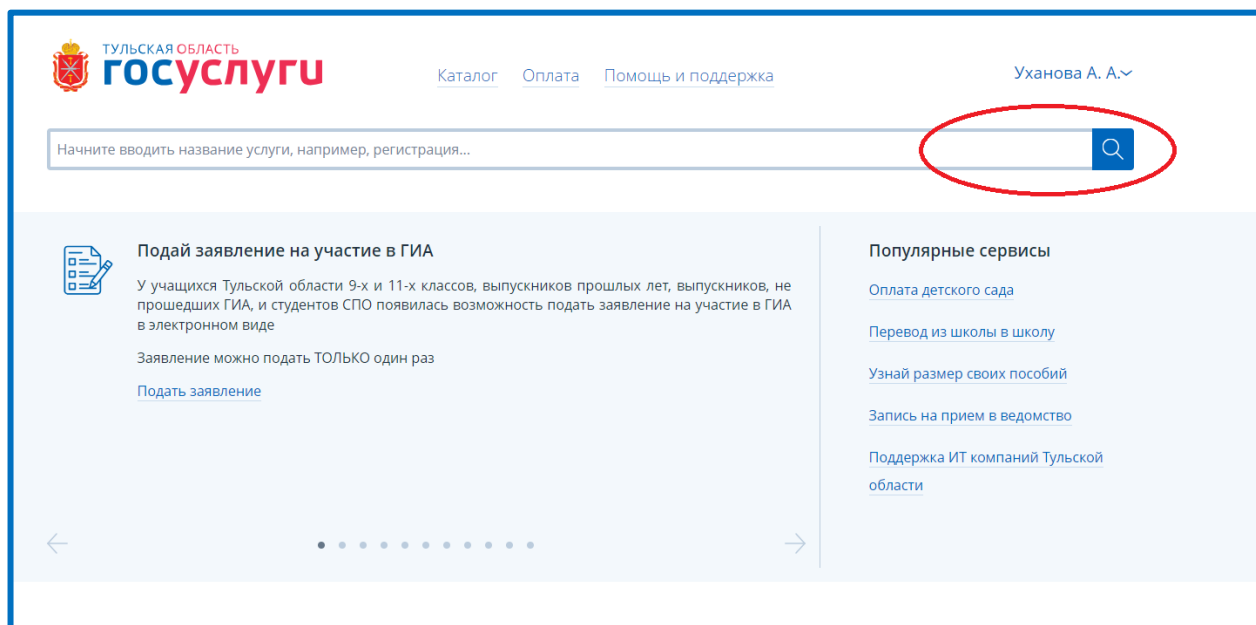 ТУЛЬСКАЯ ОБЛАСТЬ
госуслуги
Каталог Оплата Помощь и поддержка
Уханова А. А.
Начните вводить название услуги, например, регистрация...
Подай заявление на участие в ГИА
У учащихся Тульской области 9-х и 11-х классов, выпускников прошлых лет, выпускников, не
прошедших ГИА, и студентов СПО появилась возможность подать заявление на участие в ГИА
в электронном виде
Заявление можно подать ТОЛЬКО один раз
Подать заявление
Популярные сервисы
Оплата детского сада
Перевод из школы в школу
Узнай размер своих пособий
Запись на прием в ведомство
Поддержка ИТ компаний Тульской
области